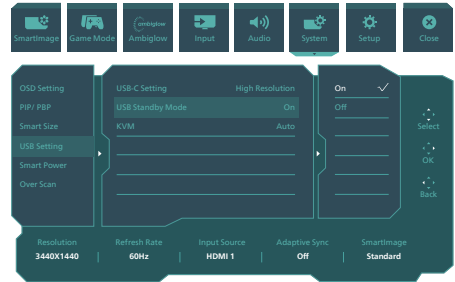 SmartImage Game Mode Ambiglow Input Audio System Setup Close
ambiglow
OSD Setting
PIP/ PBP
Smart Size
USB Setting
Smart Power
Over Scan
USB-C Setting High Resolution
USB Standby Mode On
KVM Auto
On
Off
Select
OK
Back
Resolution Refresh Rate Input Source Adaptive Sync SmartImage
3440X1440 60Hz HDMI 1 Off Standard